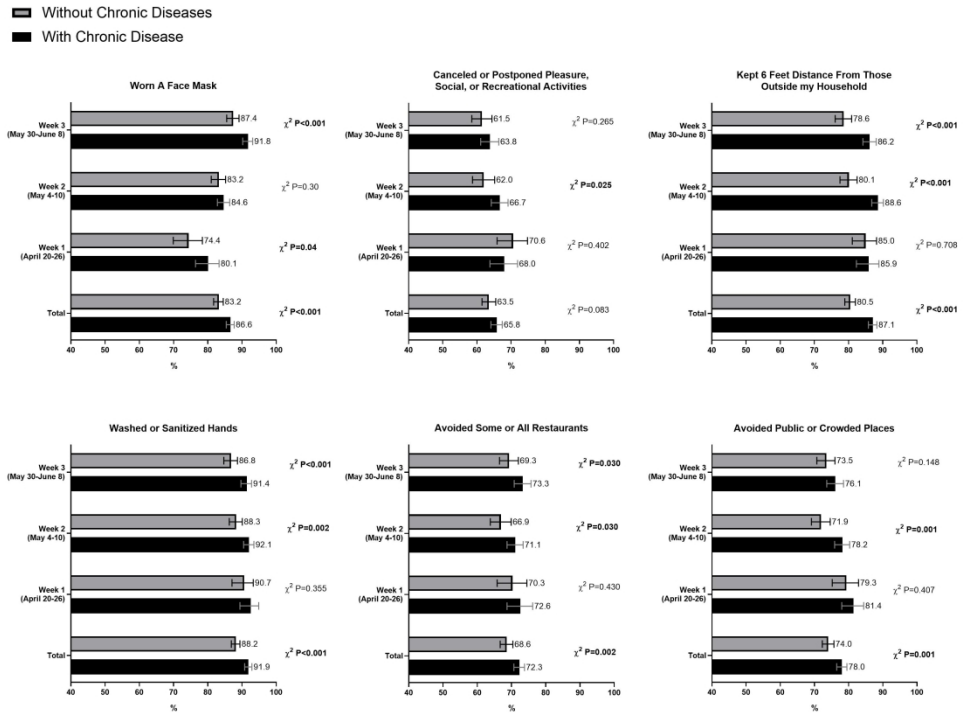 Without Chronic Diseases
With Chronic Disease
Worn A Face Mask
Week 3
(May 30-June 8)
87.4
91.8
χ² P<0.001
Week 2
(May 4-10)
83.2
84.6
χ² P=0.30
Week 1
(April 20-26)
74.4
80.1
χ² P=0.04
Total
83.2
86.6
χ² P<0.001
40 50 60 70 80 90 100
%
Canceled or Postponed Pleasure,
Social, or Recreational Activities
Week 3
(May 30-June 8)
61.5
63.8
χ² P=0.265
Week 2
(May 4-10)
62.0
66.7
χ² P=0.025
Week 1
(April 20-26)
70.6
68.0
χ² P=0.402
Total
63.5
65.8
χ² P=0.083
40 50 60 70 80 90 100
%
Kept 6 Feet Distance From Those
Outside my Household
Week 3
(May 30-June 8)
78.6
86.2
χ² P<0.001
Week 2
(May 4-10)
80.1
88.6
χ² P<0.001
Week 1
(April 20-26)
85.0
85.9
χ² P=0.708
Total
80.5
87.1
χ² P<0.001
40 50 60 70 80 90 100
%
Washed or Sanitized Hands
Week 3
(May 30-June 8)
86.8
91.4
χ² P<0.001
Week 2
(May 4-10)
88.3
92.1
χ² P=0.002
Week 1
(April 20-26)
90.7
χ² P=0.355
Total
88.2
91.9
χ² P<0.001
40 50 60 70 80 90 100
%
Avoided Some or All Restaurants
Week 3
(May 30-June 8)
69.3
73.3
χ² P=0.030
Week 2
(May 4-10)
66.9
71.1
χ² P=0.030
Week 1
(April 20-26)
70.3
72.6
χ² P=0.430
Total
68.6
72.3
χ² P=0.002
40 50 60 70 80 90 100
%
Avoided Public or Crowded Places
Week 3
(May 30-June 8)
73.5
76.1
χ² P=0.148
Week 2
(May 4-10)
71.9
78.2
χ² P=0.001
Week 1
(April 20-26)
79.3
81.4
χ² P=0.407
Total
74.0
78.0
χ² P=0.001
40 50 60 70 80 90 100
%